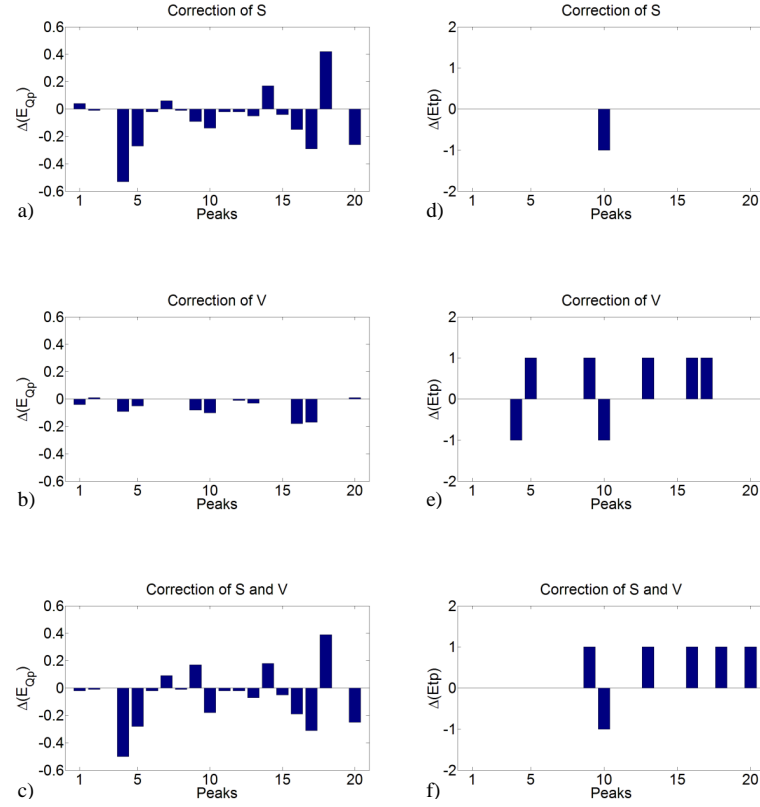 Correction of S
0.6
0.4
0.2
0
-0.2
-0.4
-0.6
Δ(E_Qp)
1 5 10 15 20
Peaks
a)
Correction of S
2
1
0
-1
-2
Δ(Etp)
1 5 10 15 20
Peaks
d)
Correction of V
0.6
0.4
0.2
0
-0.2
-0.4
-0.6
Δ(E_Qp)
1 5 10 15 20
Peaks
b)
Correction of V
2
1
0
-1
-2
Δ(Etp)
1 5 10 15 20
Peaks
e)
Correction of S and V
0.6
0.4
0.2
0
-0.2
-0.4
-0.6
Δ(E_Qp)
1 5 10 15 20
Peaks
c)
Correction of S and V
2
1
0
-1
-2
Δ(Etp)
1 5 10 15 20
Peaks
f)